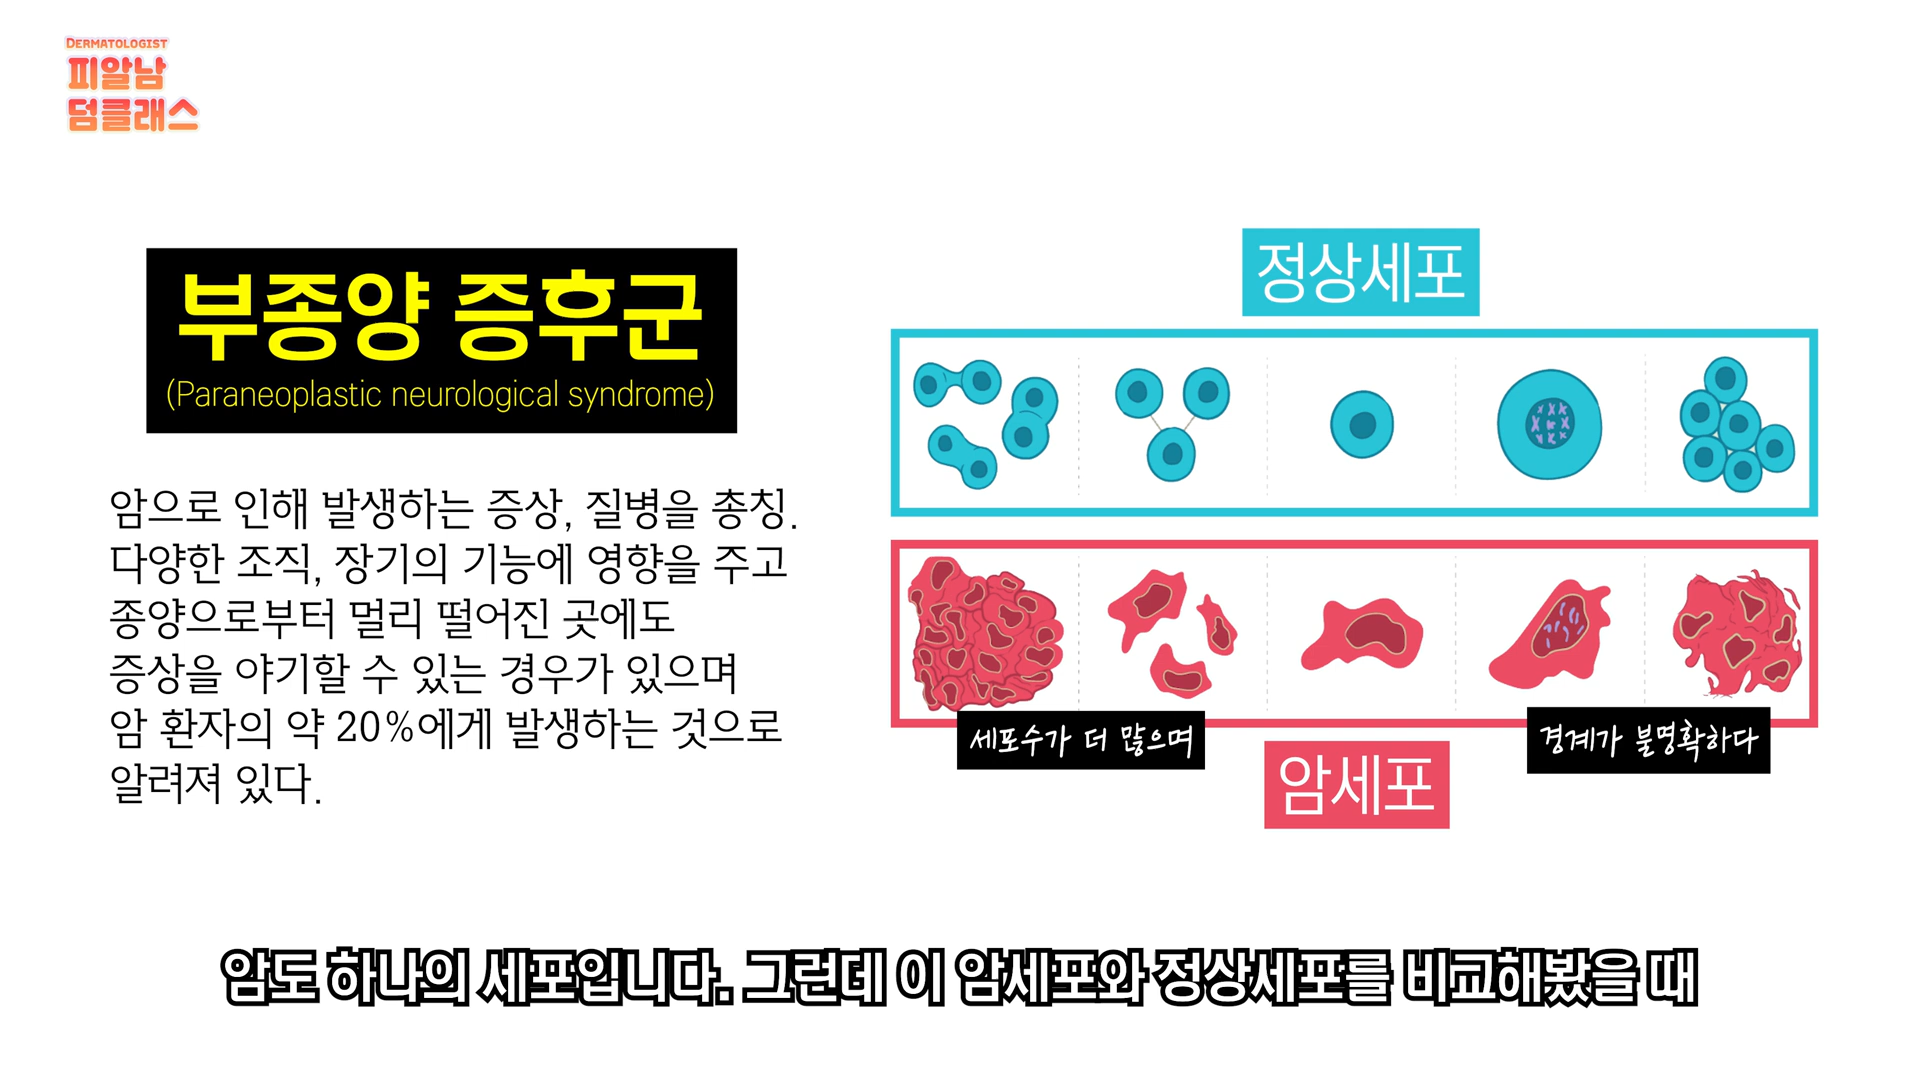 DERMATOLOGIST
피알남
덤클래스
부종양 증후군
(Paraneoplastic neurological syndrome)
암으로 인해 발생하는 증상, 질병을 총칭.
다양한 조직, 장기의 기능에 영향을 주고
종양으로부터 멀리 떨어진 곳에도
증상을 야기할 수 있는 경우가 있으며
암 환자의 약 20%에게 발생하는 것으로
알려져 있다.
정상세포
세포수가 더 많으며
경계가 불명확하다
암세포
암도 하나의 세포입니다. 그런데 이 암세포와 정상세포를 비교해봤을 때